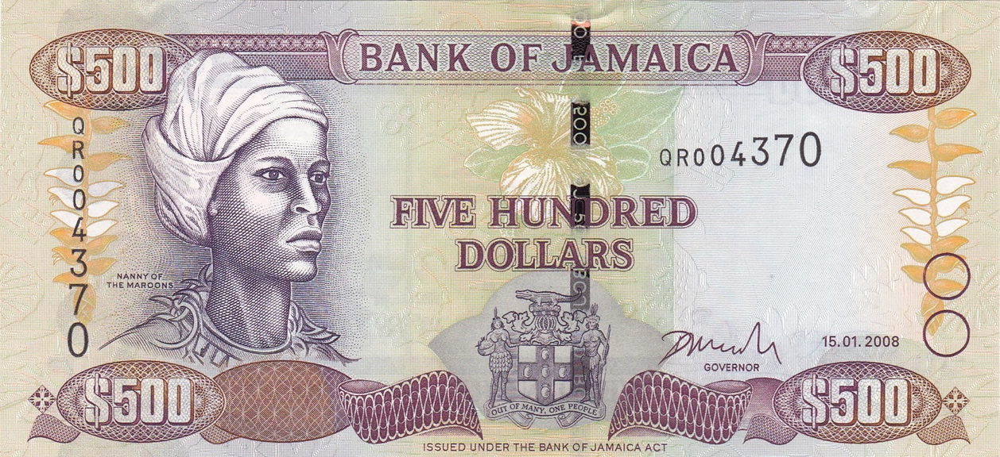 $500
BANK OF JAMAICA
$500
QR004370
QR004370
FIVE HUNDRED
DOLLARS
NANNY OF
THE MAROONS
15.01.2008
GOVERNOR
$500
OUT OF MANY, ONE PEOPLE
$500
ISSUED UNDER THE BANK OF JAMAICA ACT